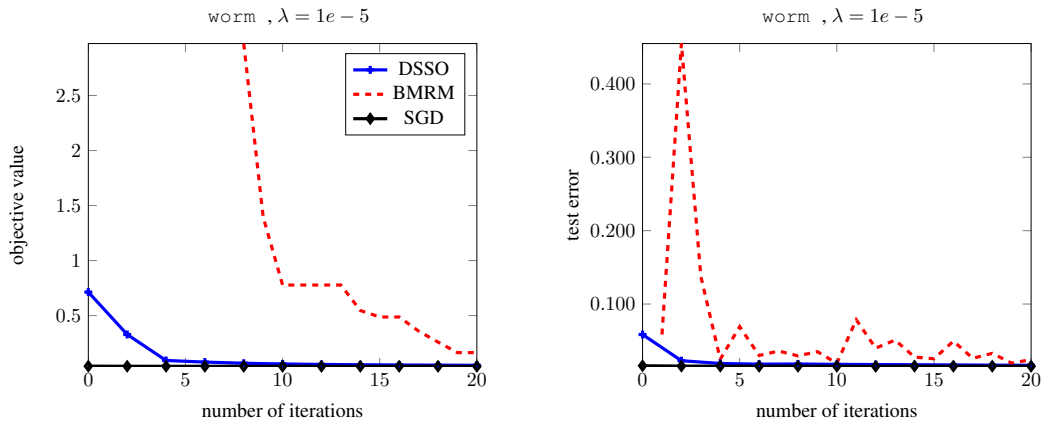 worm , λ = 1e − 5
2.5
2
1.5
1
0.5
0 5 10 15 20
number of iterations
objective value
DSSO
BMRM
SGD
worm , λ = 1e − 5
0.400
0.300
0.200
0.100
0 5 10 15 20
number of iterations
test error